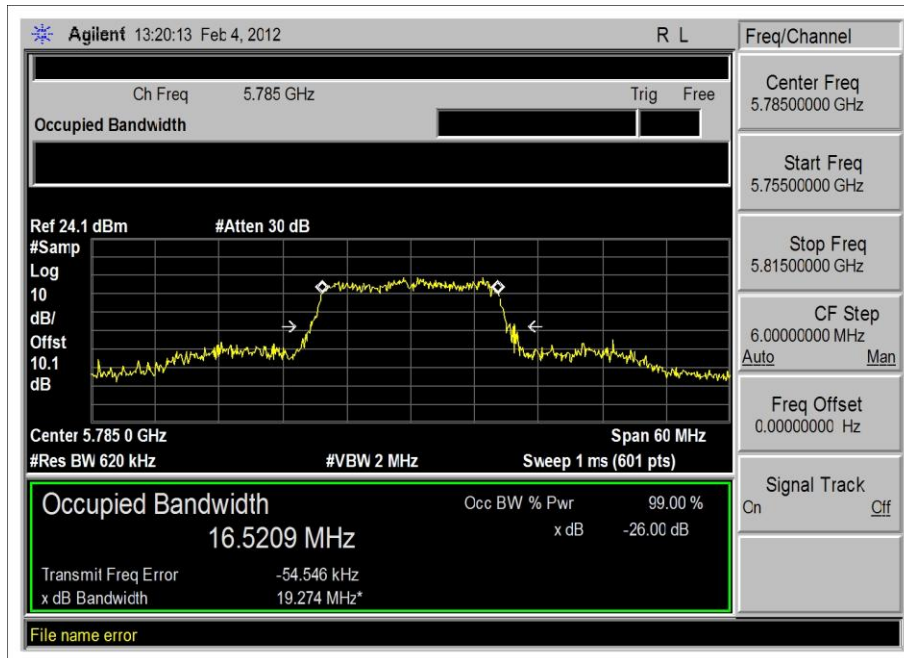 Agilent 13:20:13 Feb 4, 2012 R L
Freq/Channel
Ch Freq 5.785 GHz Trig Free
Occupied Bandwidth
Center Freq
5.78500000 GHz
Start Freq
5.75500000 GHz
Stop Freq
5.81500000 GHz
CF Step
6.00000000 MHz
Auto Man
Freq Offset
0.00000000 Hz
Signal Track
On Off
Ref 24.1 dBm #Atten 30 dB
#Samp
Log
10
dB/
Offst
10.1
dB
Center 5.785 0 GHz Span 60 MHz
#Res BW 620 kHz #VBW 2 MHz Sweep 1 ms (601 pts)
Occupied Bandwidth
16.5209 MHz
Occ BW % Pwr 99.00 %
x dB -26.00 dB
Transmit Freq Error -54.546 kHz
x dB Bandwidth 19.274 MHz*
File name error